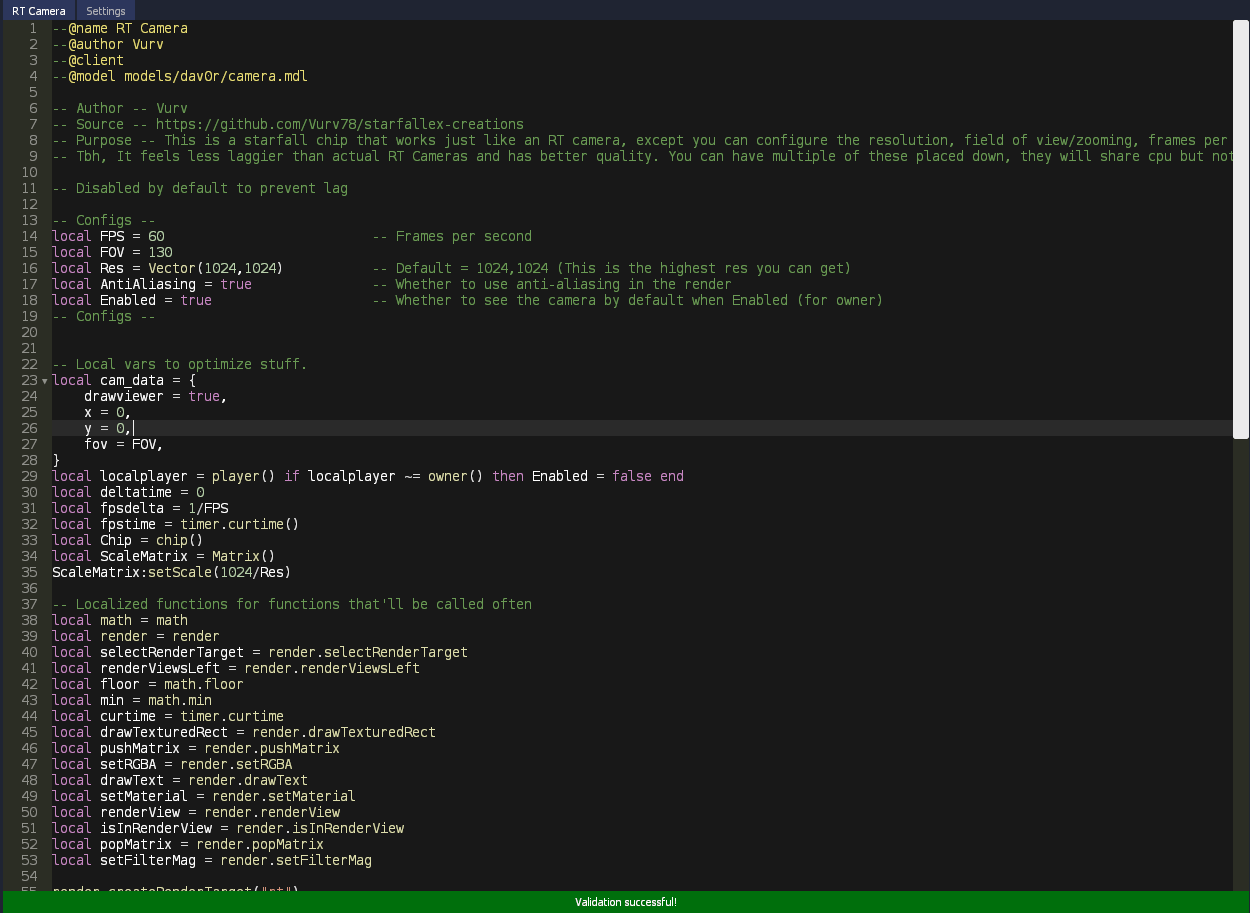 RT Camera Settings
1 --@name RT Camera
2 --@author Vurv
3 --@client
4 --@model models/dav0r/camera.mdl
5
6 -- Author -- Vurv
7 -- Source -- https://github.com/Vurv78/starfallex-creations
8 -- Purpose -- This is a starfall chip that works just like an RT camera, except you can configure the resolution, field of view/zooming, frames per
9 -- Tbh, It feels less laggier than actual RT Cameras and has better quality. You can have multiple of these placed down, they will share cpu but not
10
11 -- Disabled by default to prevent lag
12
13 -- Configs --
14 local FPS = 60 -- Frames per second
15 local FOV = 130
16 local Res = Vector(1024,1024) -- Default = 1024,1024 (This is the highest res you can get)
17 local AntiAliasing = true -- Whether to use anti-aliasing in the render
18 local Enabled = true -- Whether to see the camera by default when Enabled (for owner)
19 -- Configs --
20
21
22 -- Local vars to optimize stuff.
23 local cam_data = {
24 drawviewer = true,
25 x = 0,
26 y = 0,
27 fov = FOV,
28 }
29 local localplayer = player() if localplayer ~= owner() then Enabled = false end
30 local deltatime = 0
31 local fpsdelta = 1/FPS
32 local fpstime = timer.curtime()
33 local Chip = chip()
34 local ScaleMatrix = Matrix()
35 ScaleMatrix:setScale(1024/Res)
36
37 -- Localized functions for functions that'll be called often
38 local math = math
39 local render = render
40 local selectRenderTarget = render.selectRenderTarget
41 local renderViewsLeft = render.renderViewsLeft
42 local floor = math.floor
43 local min = math.min
44 local curtime = timer.curtime
45 local drawTexturedRect = render.drawTexturedRect
46 local pushMatrix = render.pushMatrix
47 local setRGBA = render.setRGBA
48 local drawText = render.drawText
49 local setMaterial = render.setMaterial
50 local renderView = render.renderView
51 local isInRenderView = render.isInRenderView
52 local popMatrix = render.popMatrix
53 local setFilterMag = render.setFilterMag
54
55 render.createRenderTarget("rt")
Validation successful!